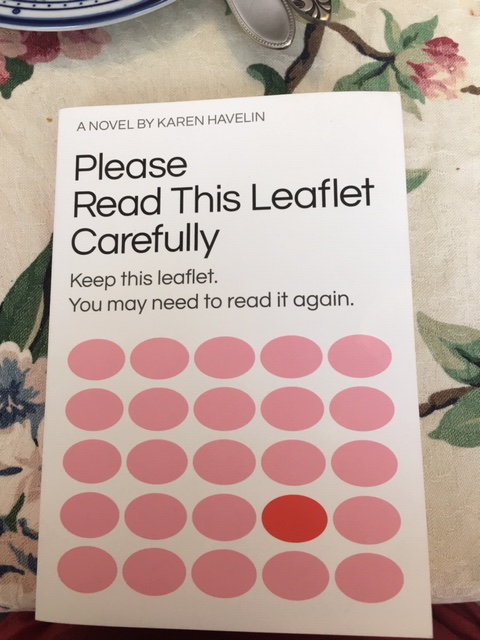 A NOVEL BY KAREN HAVELIN
Please
Read This Leaflet
Carefully
Keep this leaflet.
You may need to read it again.